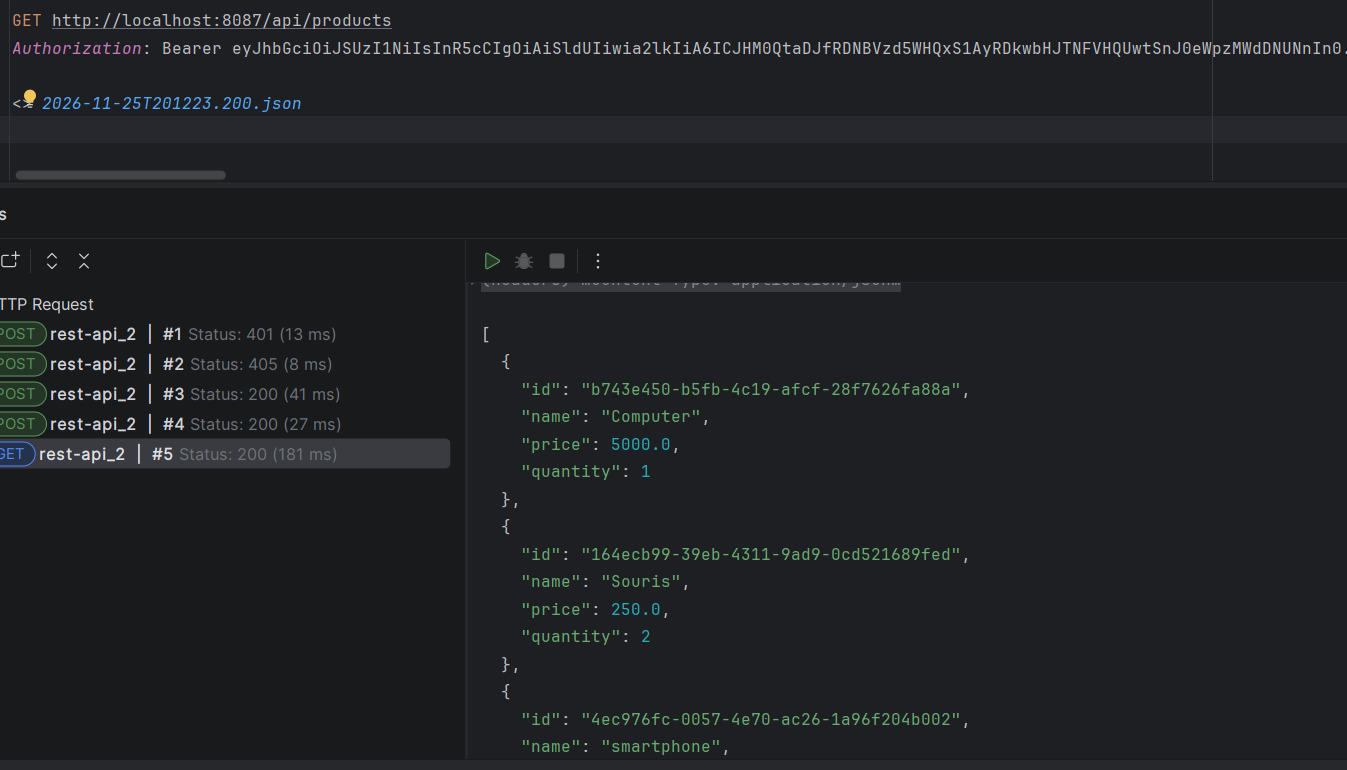 GET http://localhost:8087/api/products
Authorization: Bearer eyJhbGciOiJSUzI1NiIsInR5cCIgOiAiSldUIiwia2lkIiA6ICJHM0QtaDJfRDNBVzd5WHQxS1AyRDkwbHJTNFVHQUwtSnJ0eWpzMWdDNUNnIn0.
<> 2026-11-25T201223.200.json
s
TTP Request
POST rest-api_2 | #1 Status: 401 (13 ms)
POST rest-api_2 | #2 Status: 405 (8 ms)
POST rest-api_2 | #3 Status: 200 (41 ms)
POST rest-api_2 | #4 Status: 200 (27 ms)
GET rest-api_2 | #5 Status: 200 (181 ms)
[
{
"id": "b743e450-b5fb-4c19-afcf-28f7626fa88a",
"name": "Computer",
"price": 5000.0,
"quantity": 1
},
{
"id": "164ecb99-39eb-4311-9ad9-0cd521689fed",
"name": "Souris",
"price": 250.0,
"quantity": 2
},
{
"id": "4ec976fc-0057-4e70-ac26-1a96f204b002",
"name": "smartphone",